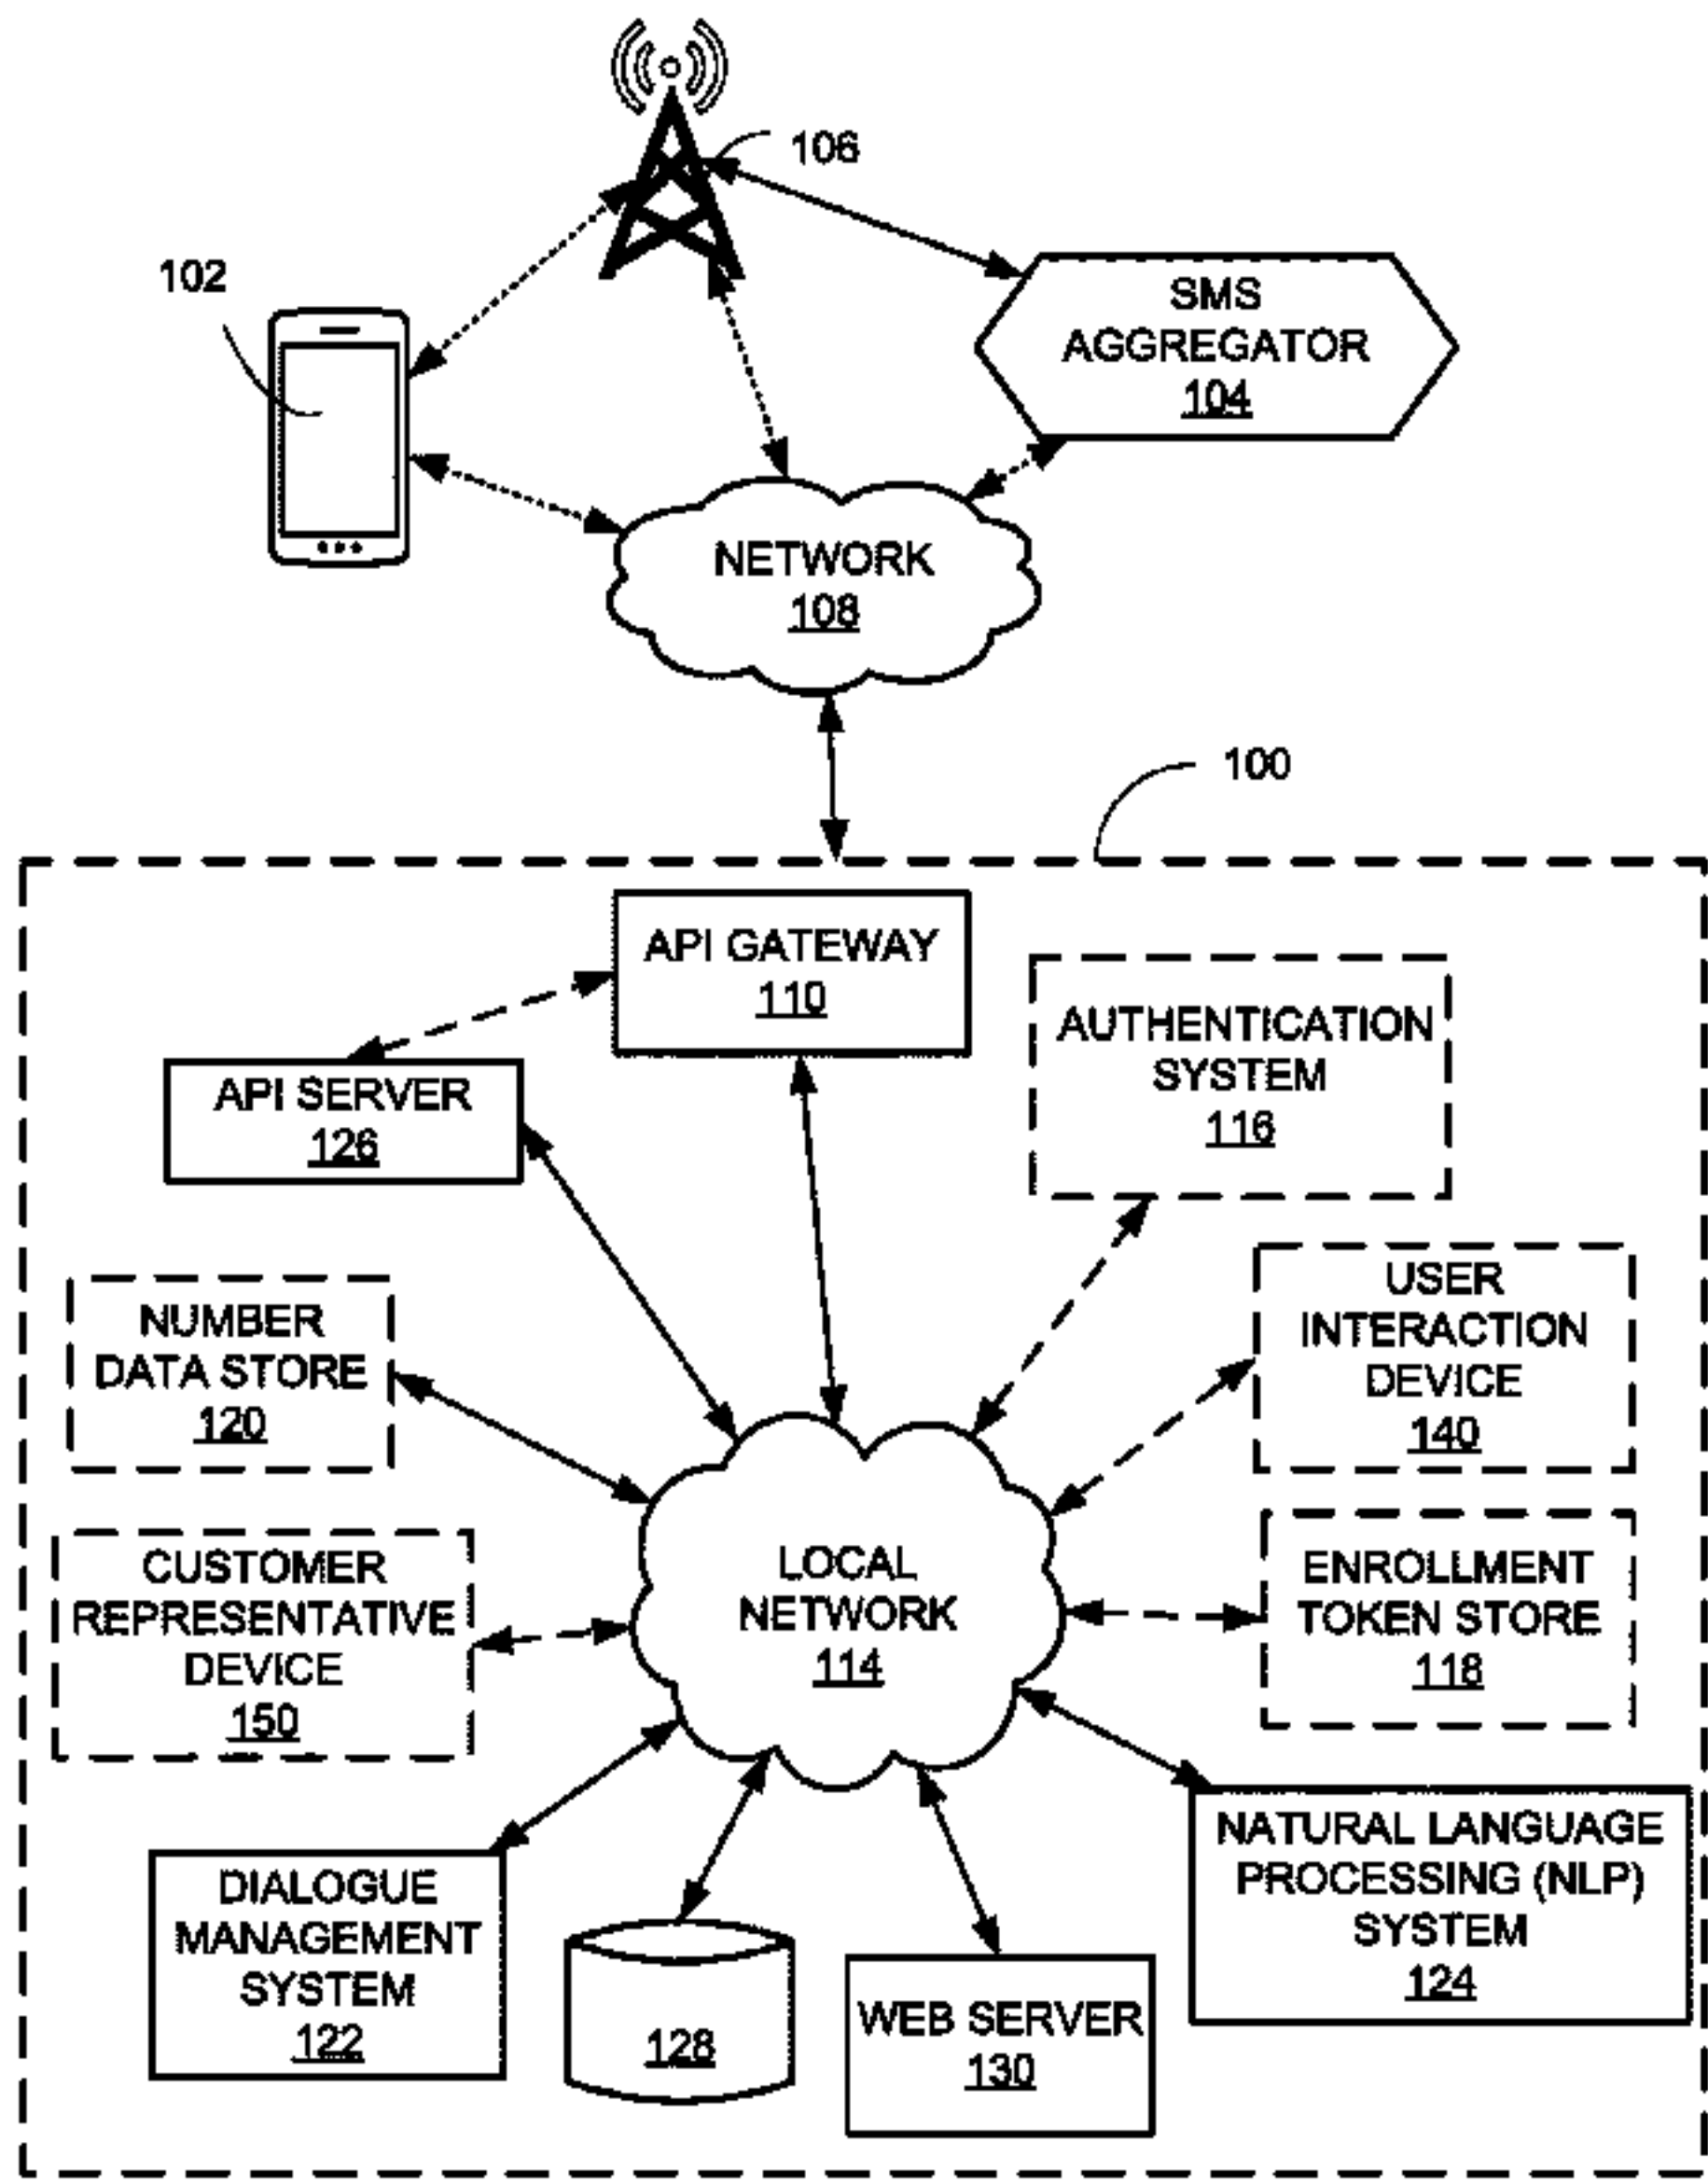 106
102
SMS
AGGREGATOR
104
NETWORK
108
100
API GATEWAY
110
AUTHENTICATION
SYSTEM
116
API SERVER
126
USER
INTERACTION
DEVICE
140
NUMBER
DATA STORE
120
LOCAL
NETWORK
114
CUSTOMER
REPRESENTATIVE
DEVICE
150
ENROLLMENT
TOKEN STORE
118
DIALOGUE
MANAGEMENT
SYSTEM
122
128
WEB SERVER
130
NATURAL LANGUAGE
PROCESSING (NLP)
SYSTEM
124